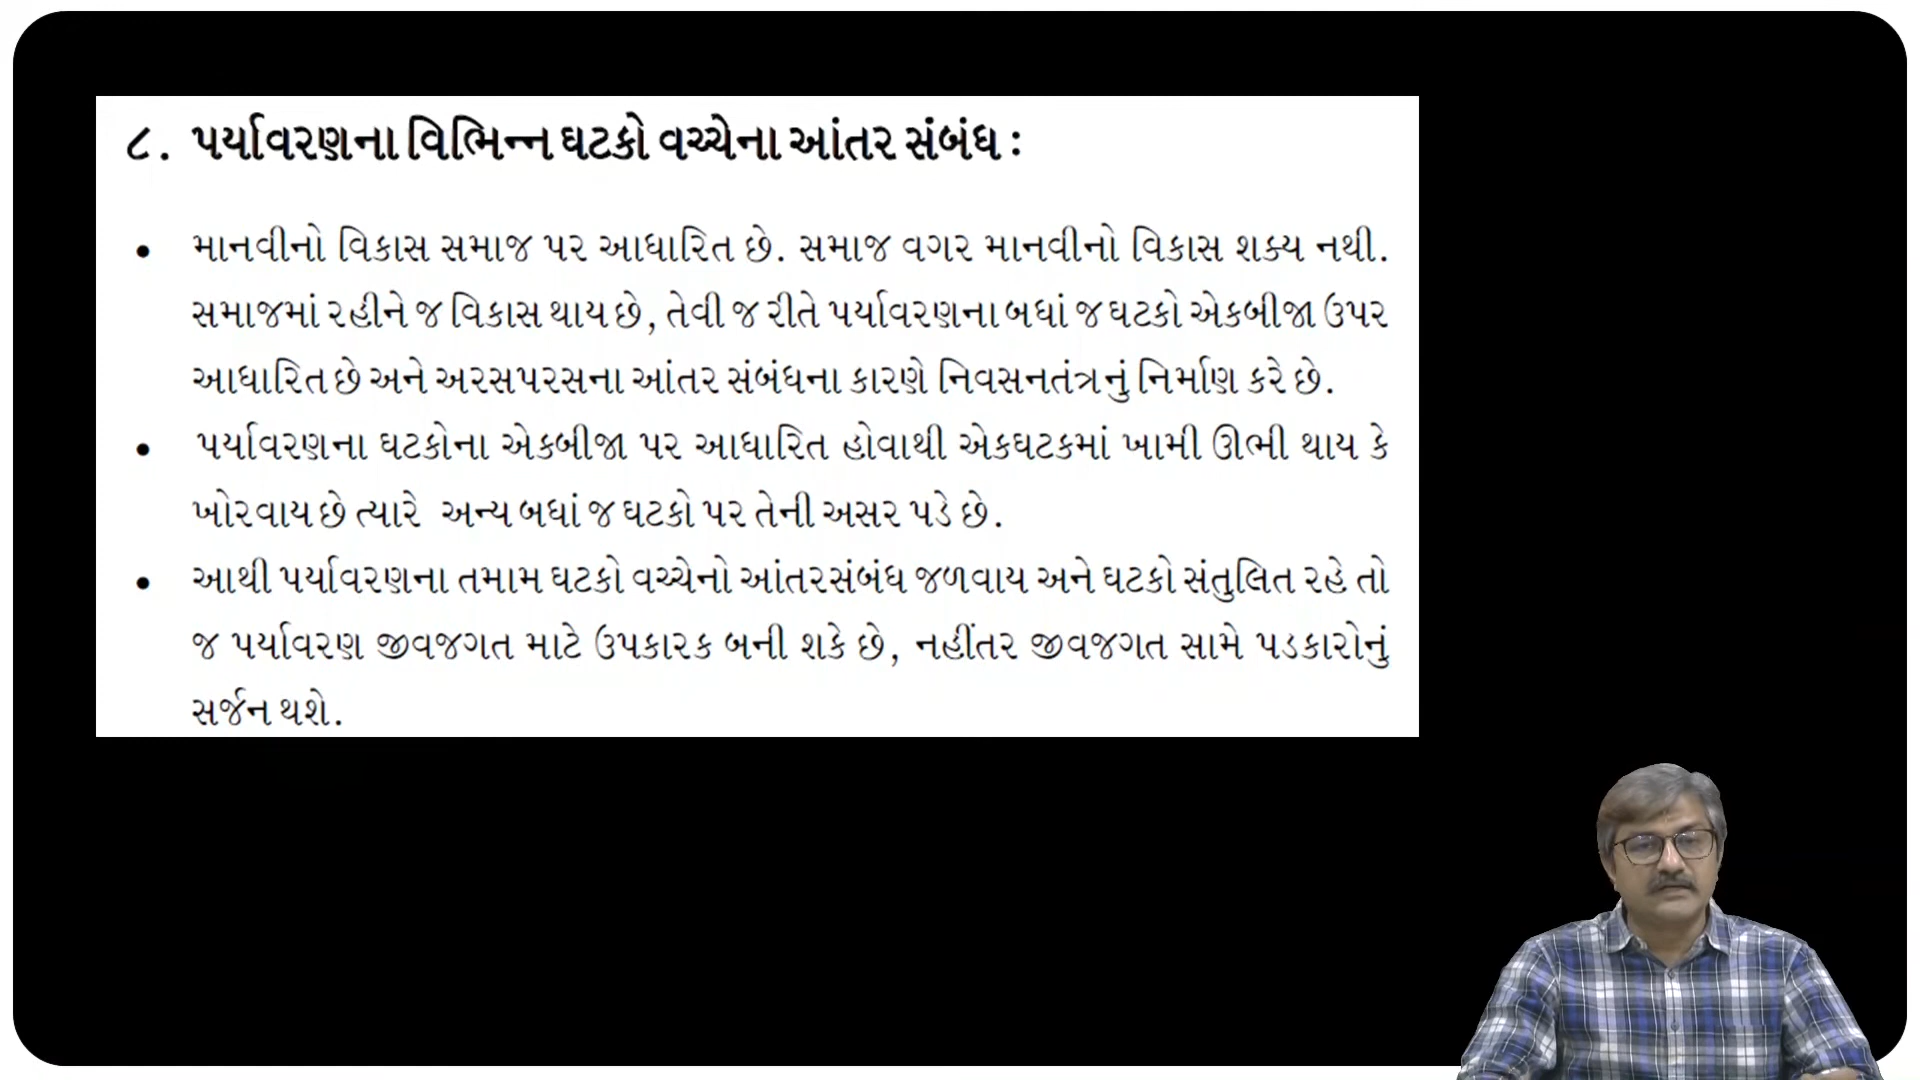 ૮. પર્યાવરણના વિભિન્ન ઘટકો વચ્ચેના આંતર સંબંધ :
• માનવીનો વિકાસ સમાજ પર આધારિત છે. સમાજ વગર માનવીનો વિકાસ શક્ય નથી.
સમાજમાં રહીને જ વિકાસ થાય છે, તેવી જ રીતે પર્યાવરણના બધાં જ ઘટકો એકબીજા ઉપર
આધારિત છે અને અરસપરસના આંતર સંબંધના કારણે નિવસનતંત્રનું નિર્માણ કરે છે.
• પર્યાવરણના ઘટકોના એકબીજા પર આધારિત હોવાથી એકઘટકમાં ખામી ઊભી થાય કે
ખોરવાય છે ત્યારે અન્ય બધાં જ ઘટકો પર તેની અસર પડે છે.
• આથી પર્યાવરણના તમામ ઘટકો વચ્ચેનો આંતરસંબંધ જળવાય અને ઘટકો સંતુલિત રહે તો
જ પર્યાવરણ જીવજગત માટે ઉપકારક બની શકે છે, નહીંતર જીવજગત સામે પડકારોનું
સર્જન થશે.